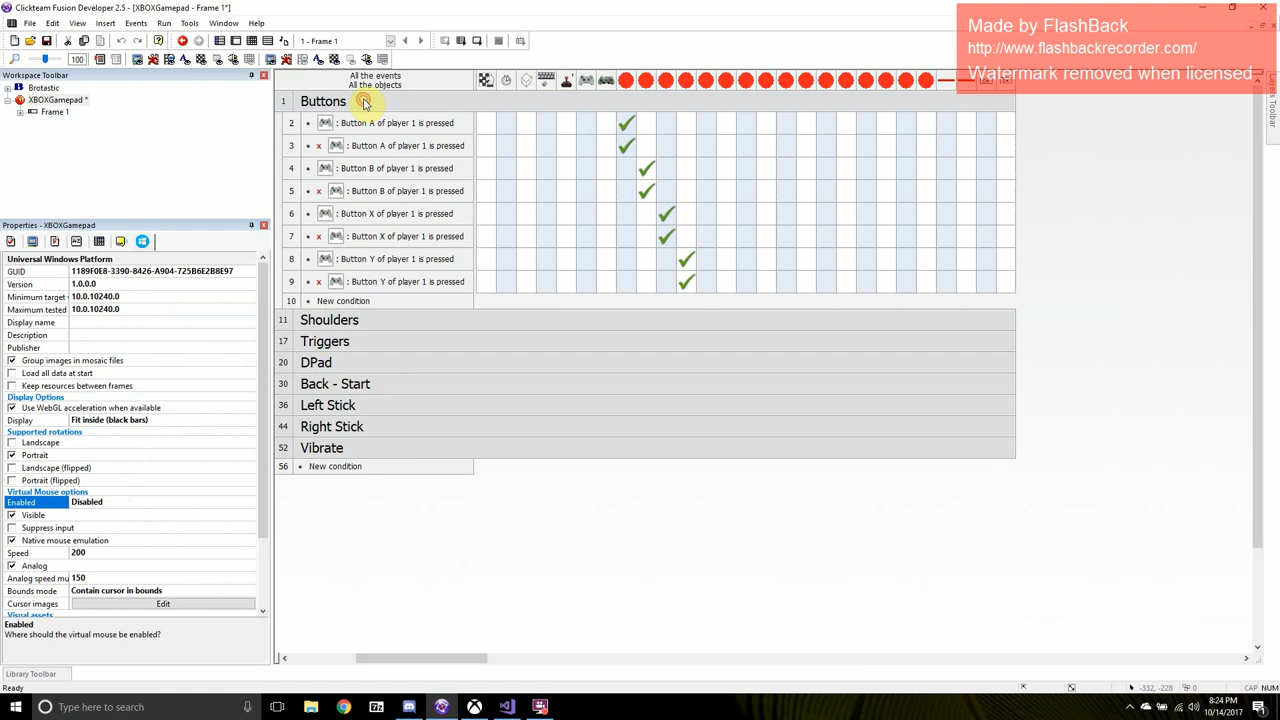 Clickteam Fusion Developer 2.5 - [XBOXGamepad - Frame 1*]
Made by FlashBack
http://www.flashbackrecorder.com/
Watermark removed when licensed
File Edit View Insert Events Run Tools Window Help
1 - Frame 1
100
Workspace Toolbar
Brotastic
XBOXGamepad *
Frame 1
All the events
All the objects
Layers Toolbar
1 Buttons
2 • : Button A of player 1 is pressed
3 • x : Button A of player 1 is pressed
4 • : Button B of player 1 is pressed
5 • x : Button B of player 1 is pressed
6 • : Button X of player 1 is pressed
7 • x : Button X of player 1 is pressed
8 • : Button Y of player 1 is pressed
9 • x : Button Y of player 1 is pressed
10 • New condition
11 Shoulders
17 Triggers
20 DPad
30 Back - Start
36 Left Stick
44 Right Stick
52 Vibrate
56 • New condition
Properties - XBOXGamepad
Universal Windows Platform
GUID 1189F0E8-3390-8426-A904-725B6E2B8E97
Version 1.0.0.0
Minimum target v 10.0.10240.0
Maximum tested 10.0.10240.0
Display name
Description
Publisher
Group images in mosaic files
Load all data at start
Keep resources between frames
Display Options
Use WebGL acceleration when available
Display Fit inside (black bars)
Supported rotations
Landscape
Portrait
Landscape (flipped)
Portrait (flipped)
Virtual Mouse options
Enabled Disabled
Visible
Suppress input
Native mouse emulation
Speed 200
Analog
Analog speed mu 150
Bounds mode Contain cursor in bounds
Cursor images Edit
Visual assets
Enabled
Where should the virtual mouse be enabled?
Library Toolbar
Ready
-332, -228
0
CAP NUM
Type here to search
8:24 PM
10/14/2017